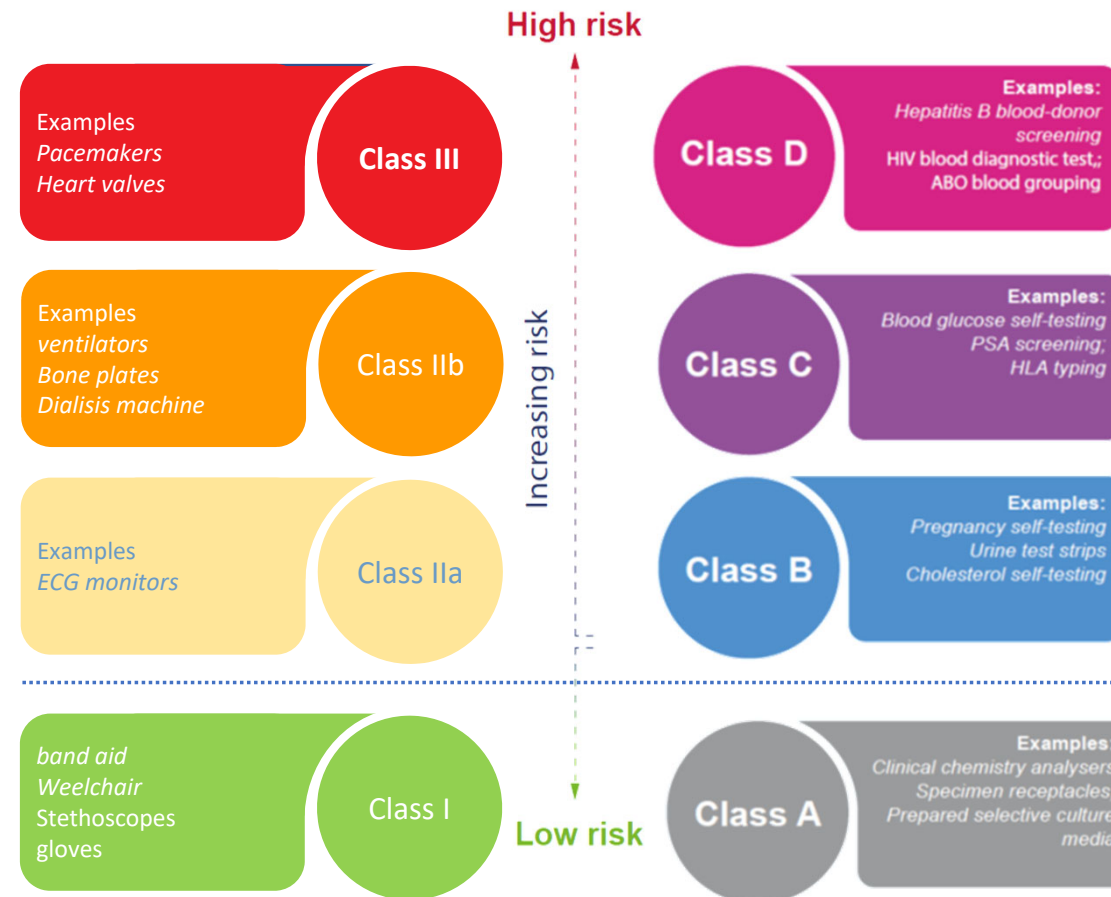 High risk
Examples
Pacemakers
Heart valves
Class III
Class D
Examples:
Hepatitis B blood-donor
screening
HIV blood diagnostic test,;
ABO blood grouping
Examples
ventilators
Bone plates
Dialisis machine
Class IIb
Increasing risk
Class C
Examples:
Blood glucose self-testing
PSA screening;
HLA typing
Examples
ECG monitors
Class IIa
Class B
Examples:
Pregnancy self-testing
Urine test strips
Cholesterol self-testing
band aid
Weelchair
Stethoscopes
gloves
Class I
Low risk
Class A
Examples:
Clinical chemistry analysers
Specimen receptacles
Prepared selective culture
media